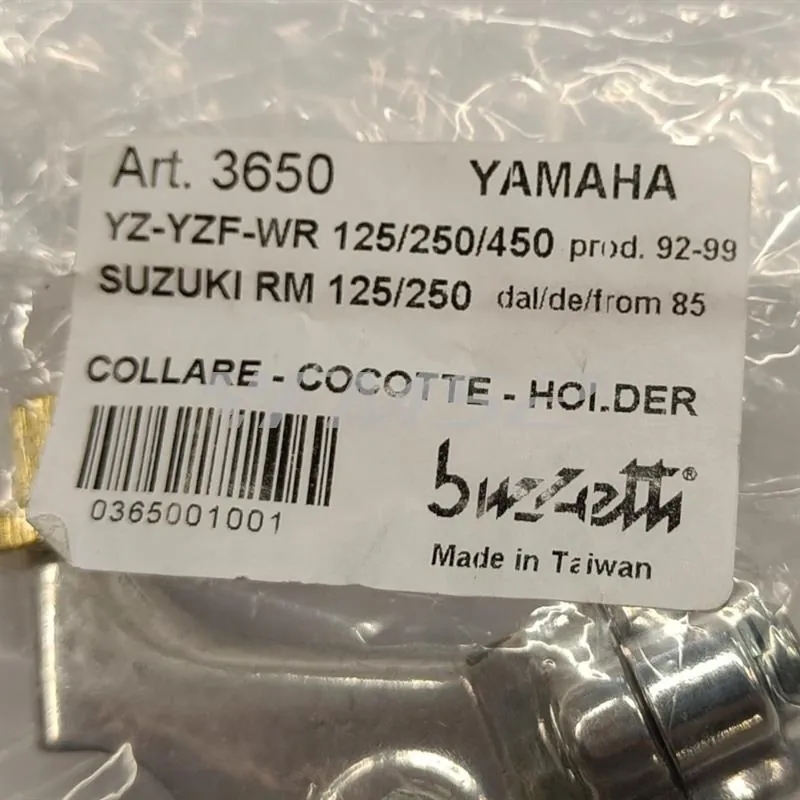 Art. 3650 YAMAHA
YZ-YZF-WR 125/250/450 prod. 92-99
SUZUKI RM 125/250 dal/de/from 85
COLLARE - COCOTTE - HOLDER
0365001001
buzzetti®
Made in Taiwan